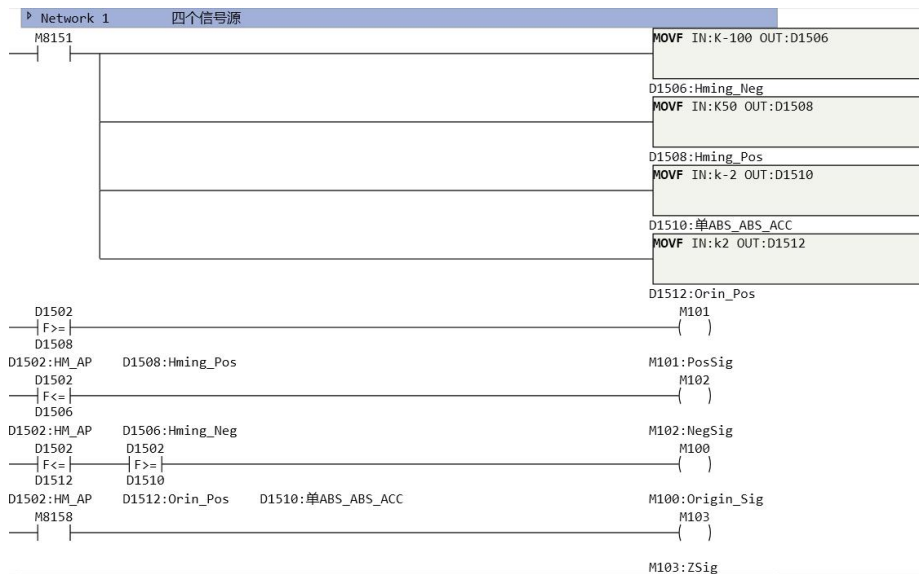 Network 1 四个信号源
M8151
MOVF IN:K-100 OUT:D1506
D1506:Hming_Neg
MOVF IN:K50 OUT:D1508
D1508:Hming_Pos
MOVF IN:k-2 OUT:D1510
D1510:单ABS_ABS_ACC
MOVF IN:k2 OUT:D1512
D1512:Orin_Pos
D1502 M101
F>= ( )
D1508
D1502:HM_AP D1508:Hming_Pos M101:PosSig
D1502 M102
F<= ( )
D1506
D1502:HM_AP D1506:Hming_Neg M102:NegSig
D1502 D1502 M100
F<= F>= ( )
D1512 D1510
D1502:HM_AP D1512:Orin_Pos D1510:单ABS_ABS_ACC M100:Origin_Sig
M8158 M103
( )
M103:ZSig